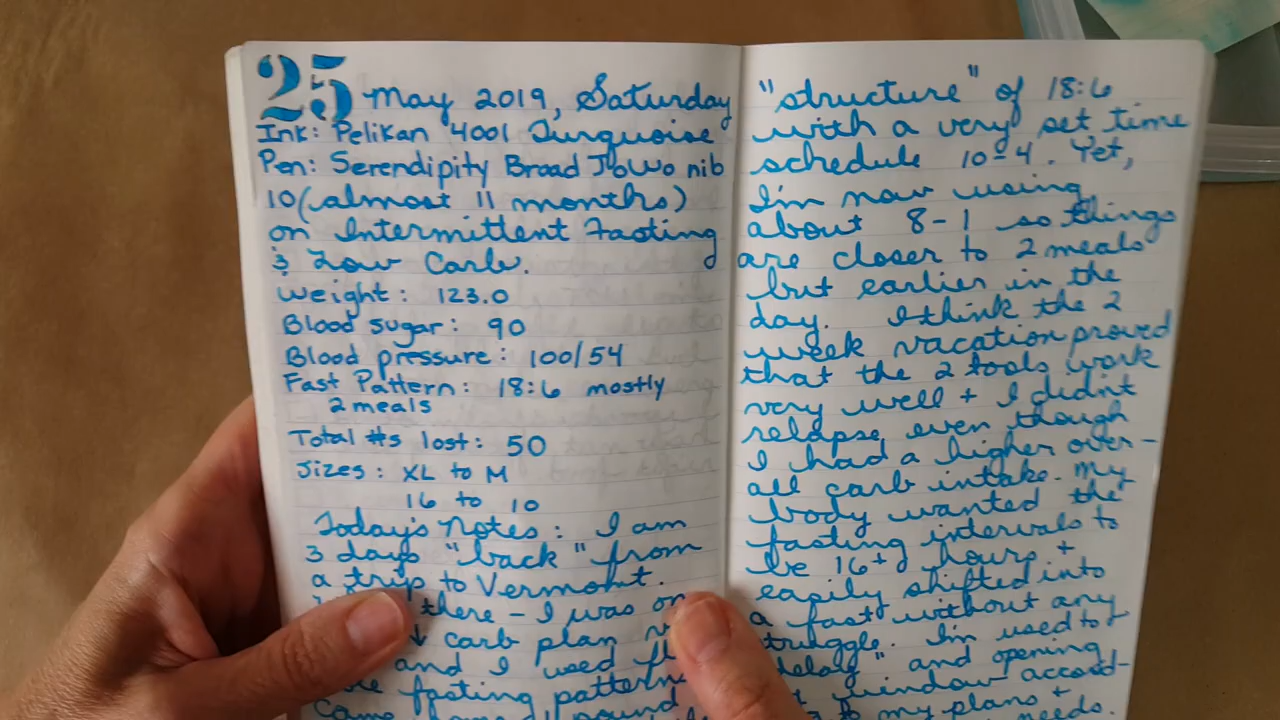 25 May 2019, Saturday
Ink: Pelikan 4001 Turquoise
Pen: Serendipity Broad JoWo nib
10 (almost 11 months)
on Intermittent Fasting
& Low Carb.
Weight: 123.0
Blood sugar: 90
Blood pressure: 100/54
Fast Pattern: 18:6 mostly
2 meals
Total #s lost: 50
Sizes: XL to M
16 to 10
Today's Notes: I am
3 days "back" from
a trip to Vermont.
there - I was on
↓ carb plan
and I used
fasting pattern
came pound
"structure" of 18:6
with a very set time
schedule 10-4. Yet,
I'm now using
about 8-1 so things
are closer to 2 meals
but earlier in the
day. I think the 2
week vacation proved
that the 2 tools work
very well + I didn't
relapse even though
I had a higher over-
all carb intake. My
body wanted the
fasting intervals to
be 16+ hours +
easily shifted into
a fast without any
struggle. I'm used to
"delay" and opening
window accord-
to my plans +
needs.